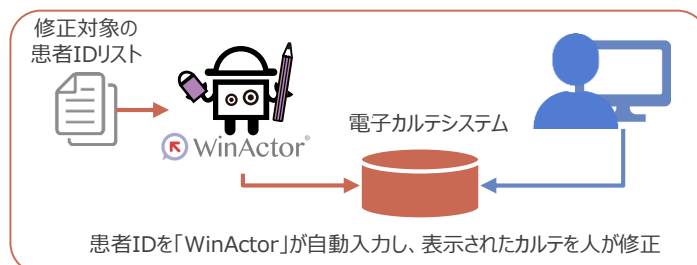 修正対象の
患者IDリスト
WinActor®
電子カルテシステム
患者IDを「WinActor」が自動入力し、表示されたカルテを人が修正